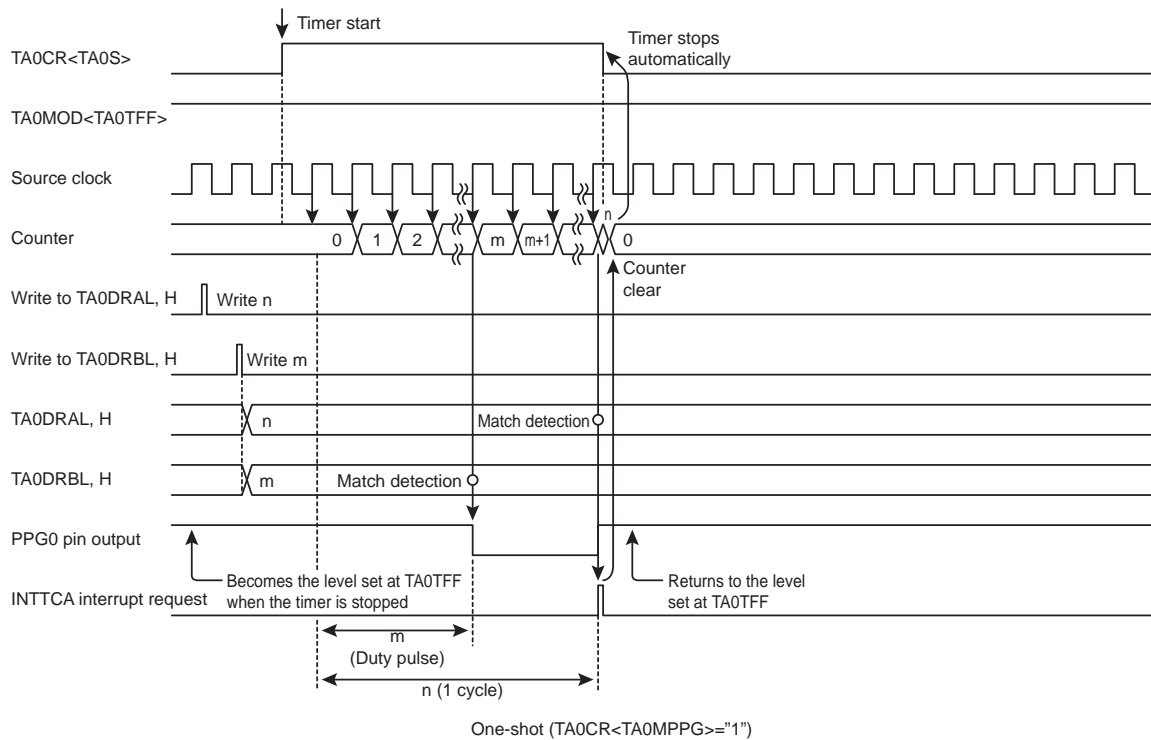 Timer start
TA0CR<TA0S>
Timer stops
automatically
TA0MOD<TA0TFF>
Source clock
n
Counter
0 1 2 m m+1 0
Counter
clear
Write to TA0DRAL, H
Write n
Write to TA0DRBL, H
Write m
TA0DRAL, H
n
Match detection
TA0DRBL, H
m
Match detection
PPG0 pin output
Becomes the level set at TA0TFF
when the timer is stopped
Returns to the level
set at TA0TFF
INTTCA interrupt request
m
(Duty pulse)
n (1 cycle)
One-shot (TA0CR<TA0MPPG>=”1”)